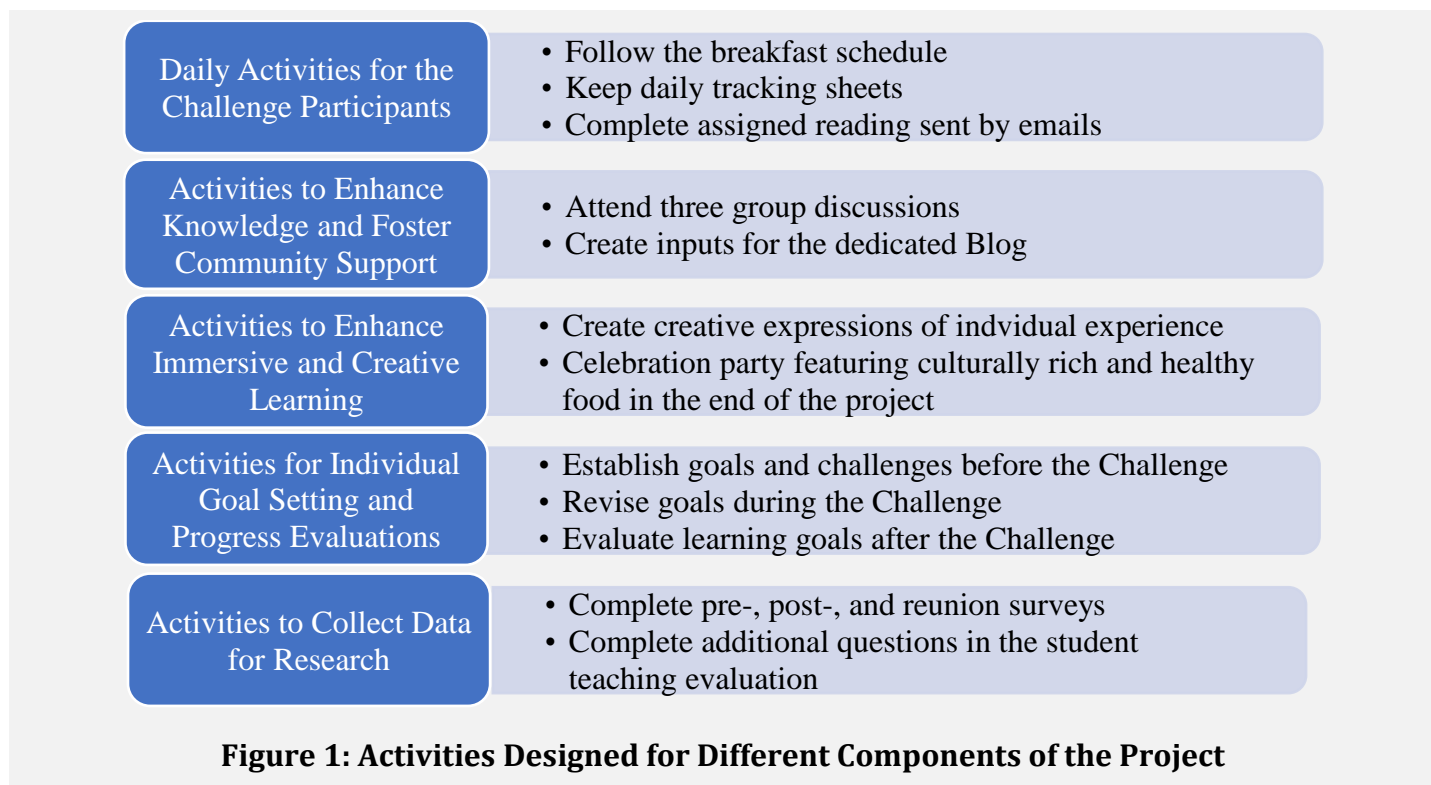 Daily Activities for the
Challenge Participants
• Follow the breakfast schedule
• Keep daily tracking sheets
• Complete assigned reading sent by emails
Activities to Enhance
Knowledge and Foster
Community Support
• Attend three group discussions
• Create inputs for the dedicated Blog
Activities to Enhance
Immersive and Creative
Learning
• Create creative expressions of indvidual experience
• Celebration party featuring culturally rich and healthy
food in the end of the project
Activities for Individual
Goal Setting and
Progress Evaluations
• Establish goals and challenges before the Challenge
• Revise goals during the Challenge
• Evaluate learning goals after the Challenge
Activities to Collect Data
for Research
• Complete pre-, post-, and reunion surveys
• Complete additional questions in the student
teaching evaluation
Figure 1: Activities Designed for Different Components of the Project